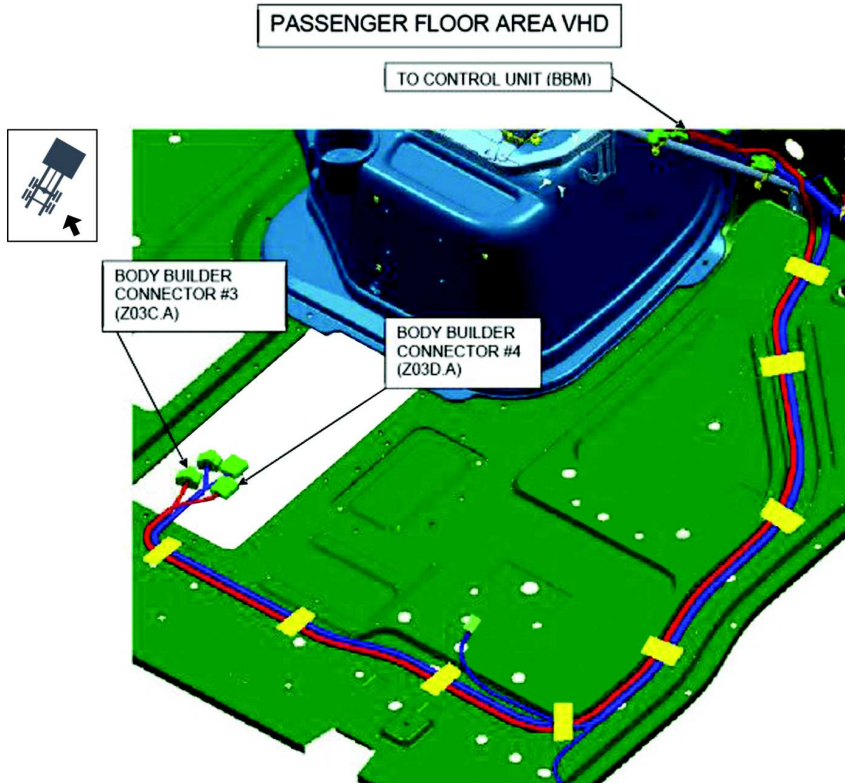 PASSENGER FLOOR AREA VHD
TO CONTROL UNIT (BBM)
BODY BUILDER
CONNECTOR #3
(Z03C.A)
BODY BUILDER
CONNECTOR #4
(Z03D.A)